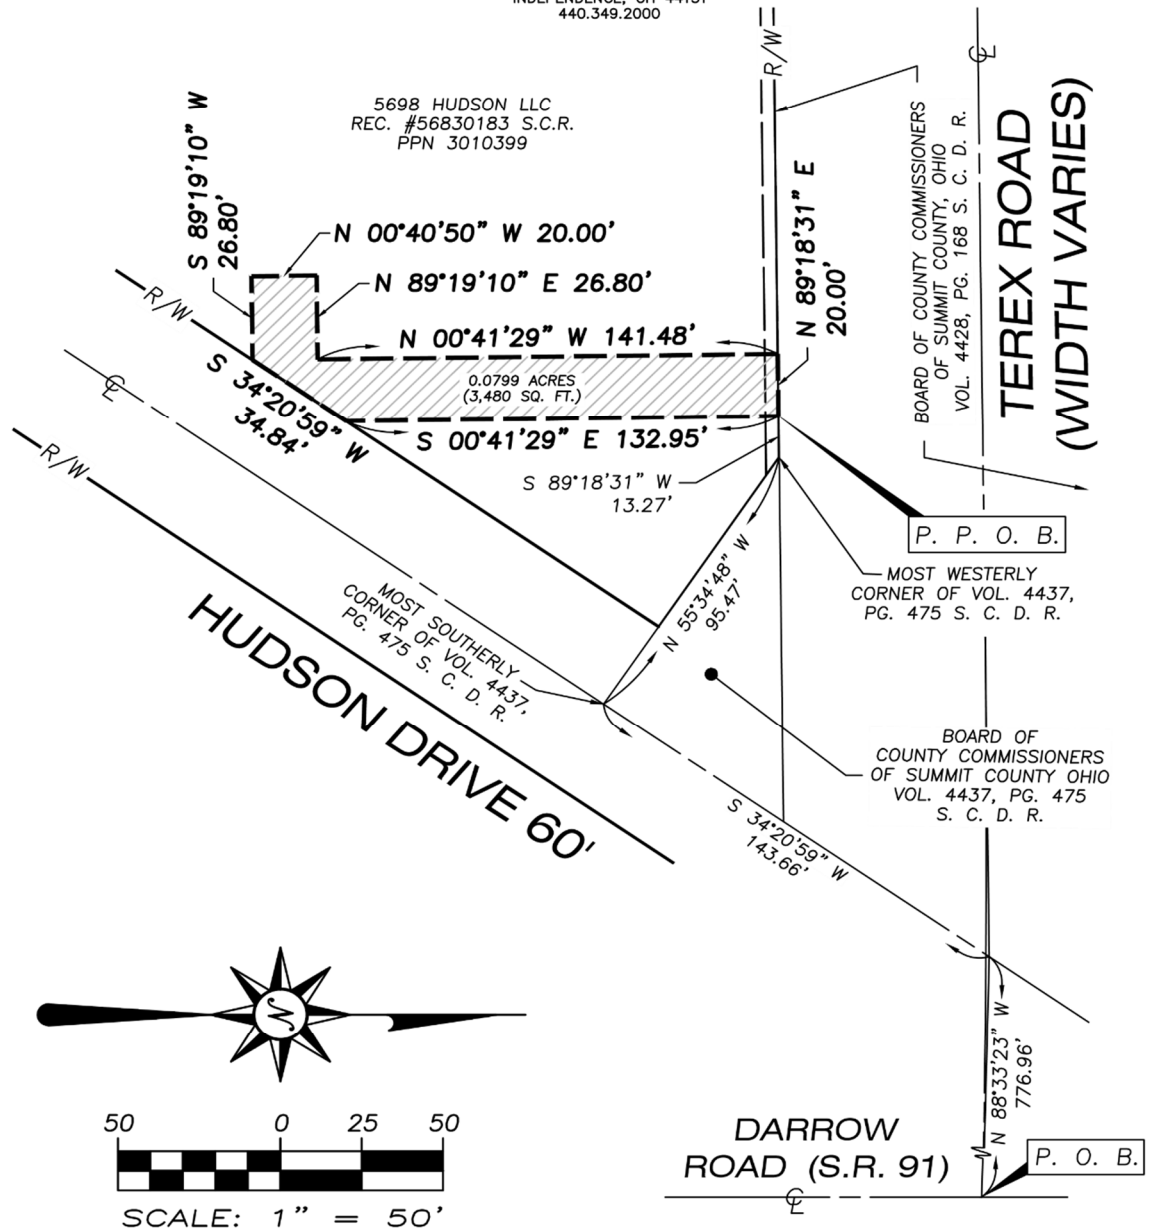 440.349.2000
5698 HUDSON LLC
REC. #56830183 S.C.R.
PPN 3010399
R/W
BOARD OF COUNTY COMMISSIONERS
OF SUMMIT COUNTY, OHIO
VOL. 4428, PG. 168 S. C. D. R.
℄
TEREX ROAD
(WIDTH VARIES)
S 89°19'10" W
26.80'
N 00°40'50" W 20.00'
N 89°19'10" E 26.80'
N 89°18'31" E
20.00'
R/W
N 00°41'29" W 141.48'
0.0799 ACRES
(3,480 SQ. FT.)
S 34°20'59" W
34.84'
S 00°41'29" E 132.95'
℄
R/W
S 89°18'31" W
13.27'
P. P. O. B.
MOST WESTERLY
CORNER OF VOL. 4437,
PG. 475 S. C. D. R.
N 55°34'48" W
95.47'
MOST SOUTHERLY
CORNER OF VOL. 4437,
PG. 475 S. C. D. R.
HUDSON DRIVE 60'
BOARD OF
COUNTY COMMISSIONERS
OF SUMMIT COUNTY OHIO
VOL. 4437, PG. 475
S. C. D. R.
S 34°20'59" W
143.66'
N
N 88°33'23" W
776.96'
50 0 25 50
SCALE: 1" = 50'
DARROW
ROAD (S.R. 91)
℄
P. O. B.